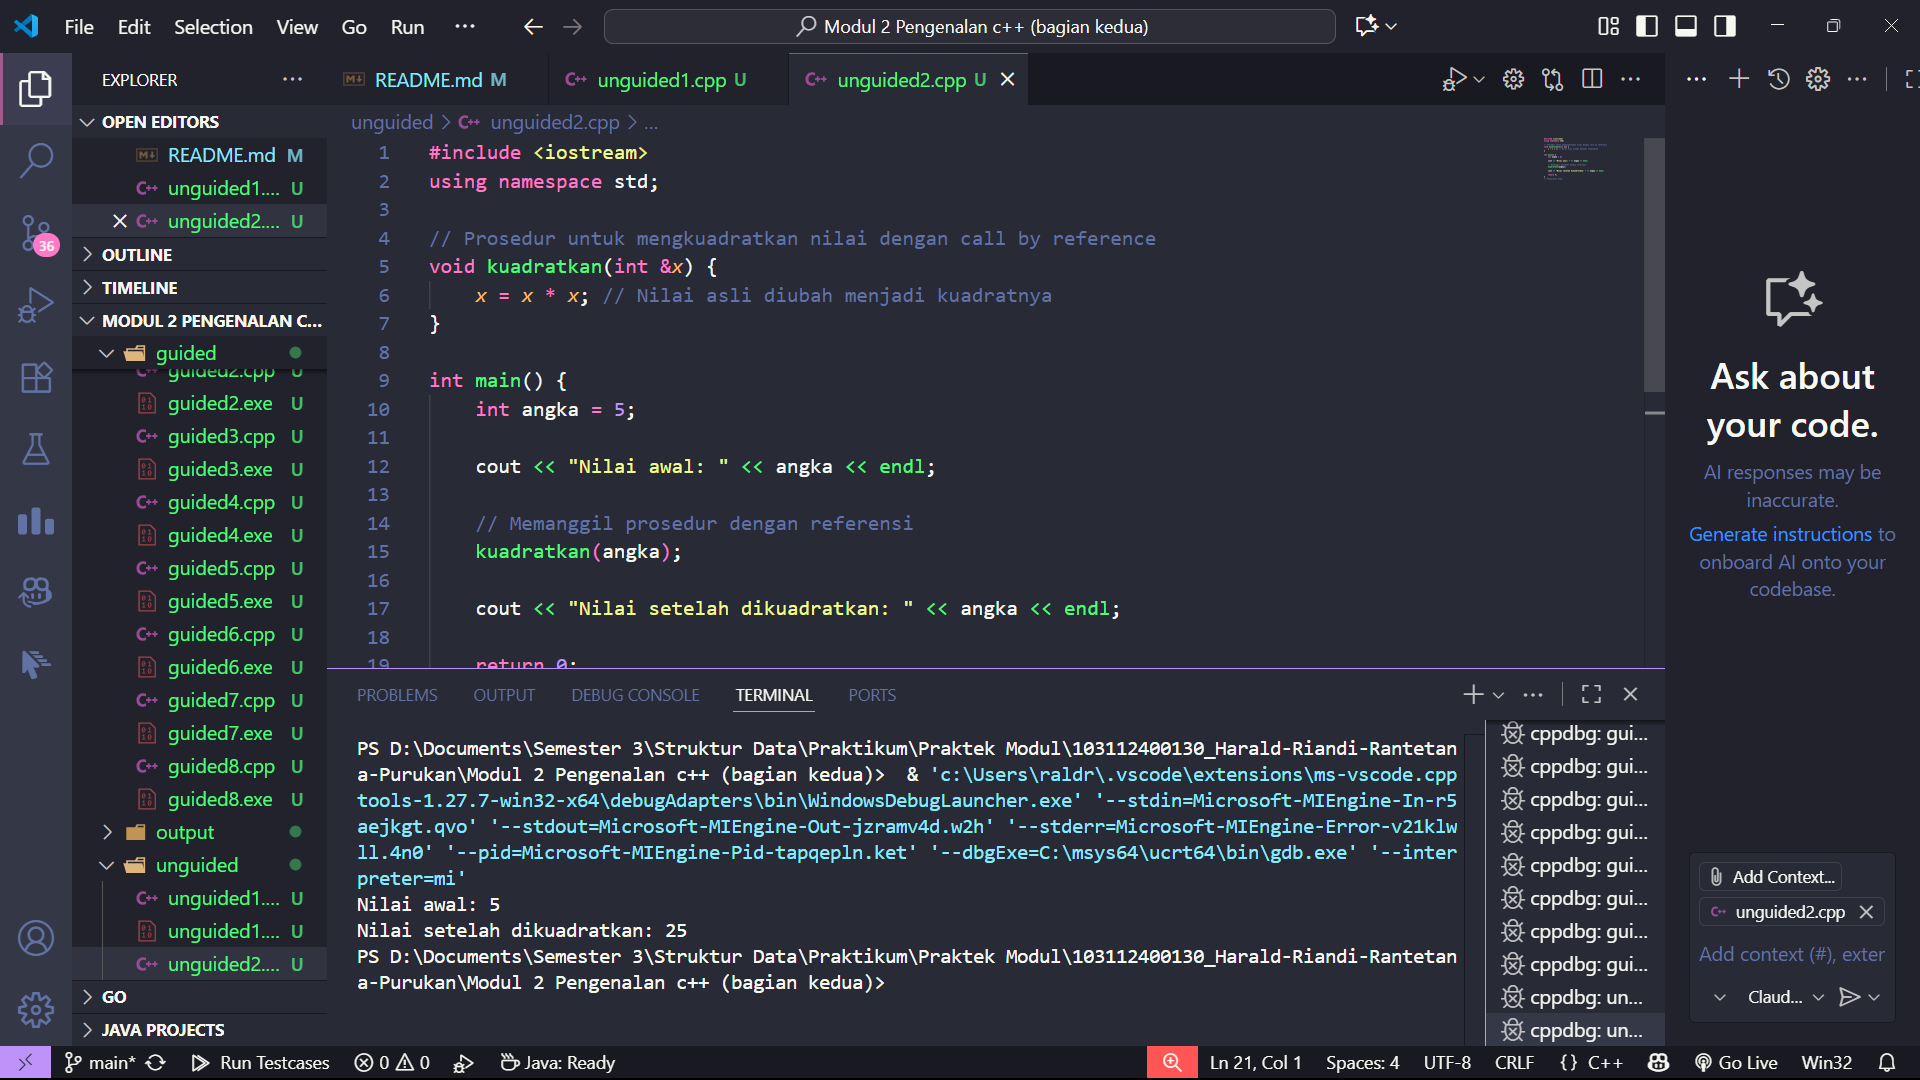 File Edit Selection View Go Run ···
Modul 2 Pengenalan c++ (bagian kedua)
EXPLORER
OPEN EDITORS
README.md M
unguided1.... U
unguided2.... U
OUTLINE
TIMELINE
MODUL 2 PENGENALAN C...
guided
guided2.cpp U
guided2.exe U
guided3.cpp U
guided3.exe U
guided4.cpp U
guided4.exe U
guided5.cpp U
guided5.exe U
guided6.cpp U
guided6.exe U
guided7.cpp U
guided7.exe U
guided8.cpp U
guided8.exe U
output
unguided
unguided1.... U
unguided1.... U
unguided2.... U
GO
JAVA PROJECTS
36
README.md M
unguided1.cpp U
unguided2.cpp U
unguided > unguided2.cpp > ...
1 #include <iostream>
2 using namespace std;
3
4 // Prosedur untuk mengkuadratkan nilai dengan call by reference
5 void kuadratkan(int &x) {
6 x = x * x; // Nilai asli diubah menjadi kuadratnya
7 }
8
9 int main() {
10 int angka = 5;
11
12 cout << "Nilai awal: " << angka << endl;
13
14 // Memanggil prosedur dengan referensi
15 kuadratkan(angka);
16
17 cout << "Nilai setelah dikuadratkan: " << angka << endl;
18
19 return 0;
PROBLEMS OUTPUT DEBUG CONSOLE TERMINAL PORTS
PS D:\Documents\Semester 3\Struktur Data\Praktikum\Praktek Modul\103112400130_Harald-Riandi-Rantetan
a-Purukan\Modul 2 Pengenalan c++ (bagian kedua)> & 'c:\Users\raldr\.vscode\extensions\ms-vscode.cpp
tools-1.27.7-win32-x64\debugAdapters\bin\WindowsDebugLauncher.exe' '--stdin=Microsoft-MIEngine-In-r5
aejkgt.qvo' '--stdout=Microsoft-MIEngine-Out-jzramv4d.w2h' '--stderr=Microsoft-MIEngine-Error-v21klw
ll.4n0' '--pid=Microsoft-MIEngine-Pid-tapqepln.ket' '--dbgExe=C:\msys64\ucrt64\bin\gdb.exe' '--inter
preter=mi'
Nilai awal: 5
Nilai setelah dikuadratkan: 25
PS D:\Documents\Semester 3\Struktur Data\Praktikum\Praktek Modul\103112400130_Harald-Riandi-Rantetan
a-Purukan\Modul 2 Pengenalan c++ (bagian kedua)>
cppdbg: gui...
cppdbg: gui...
cppdbg: gui...
cppdbg: gui...
cppdbg: gui...
cppdbg: gui...
cppdbg: gui...
cppdbg: gui...
cppdbg: un...
cppdbg: un...
Ask about
your code.
AI responses may be
inaccurate.
Generate instructions to
onboard AI onto your
codebase.
Add Context...
unguided2.cpp
Add context (#), exter
Claud...
main* Run Testcases 0 0 Java: Ready
Ln 21, Col 1 Spaces: 4 UTF-8 CRLF {} C++ Go Live Win32